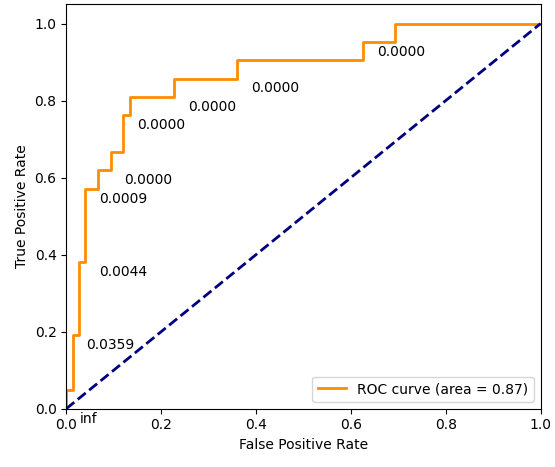 1.0
0.8
0.6
0.4
0.2
0.0
True Positive Rate
0.0000
0.0000
0.0000
0.0000
0.0000
0.0009
0.0044
0.0359
inf
ROC curve (area = 0.87)
0.0 0.2 0.4 0.6 0.8 1.0
False Positive Rate